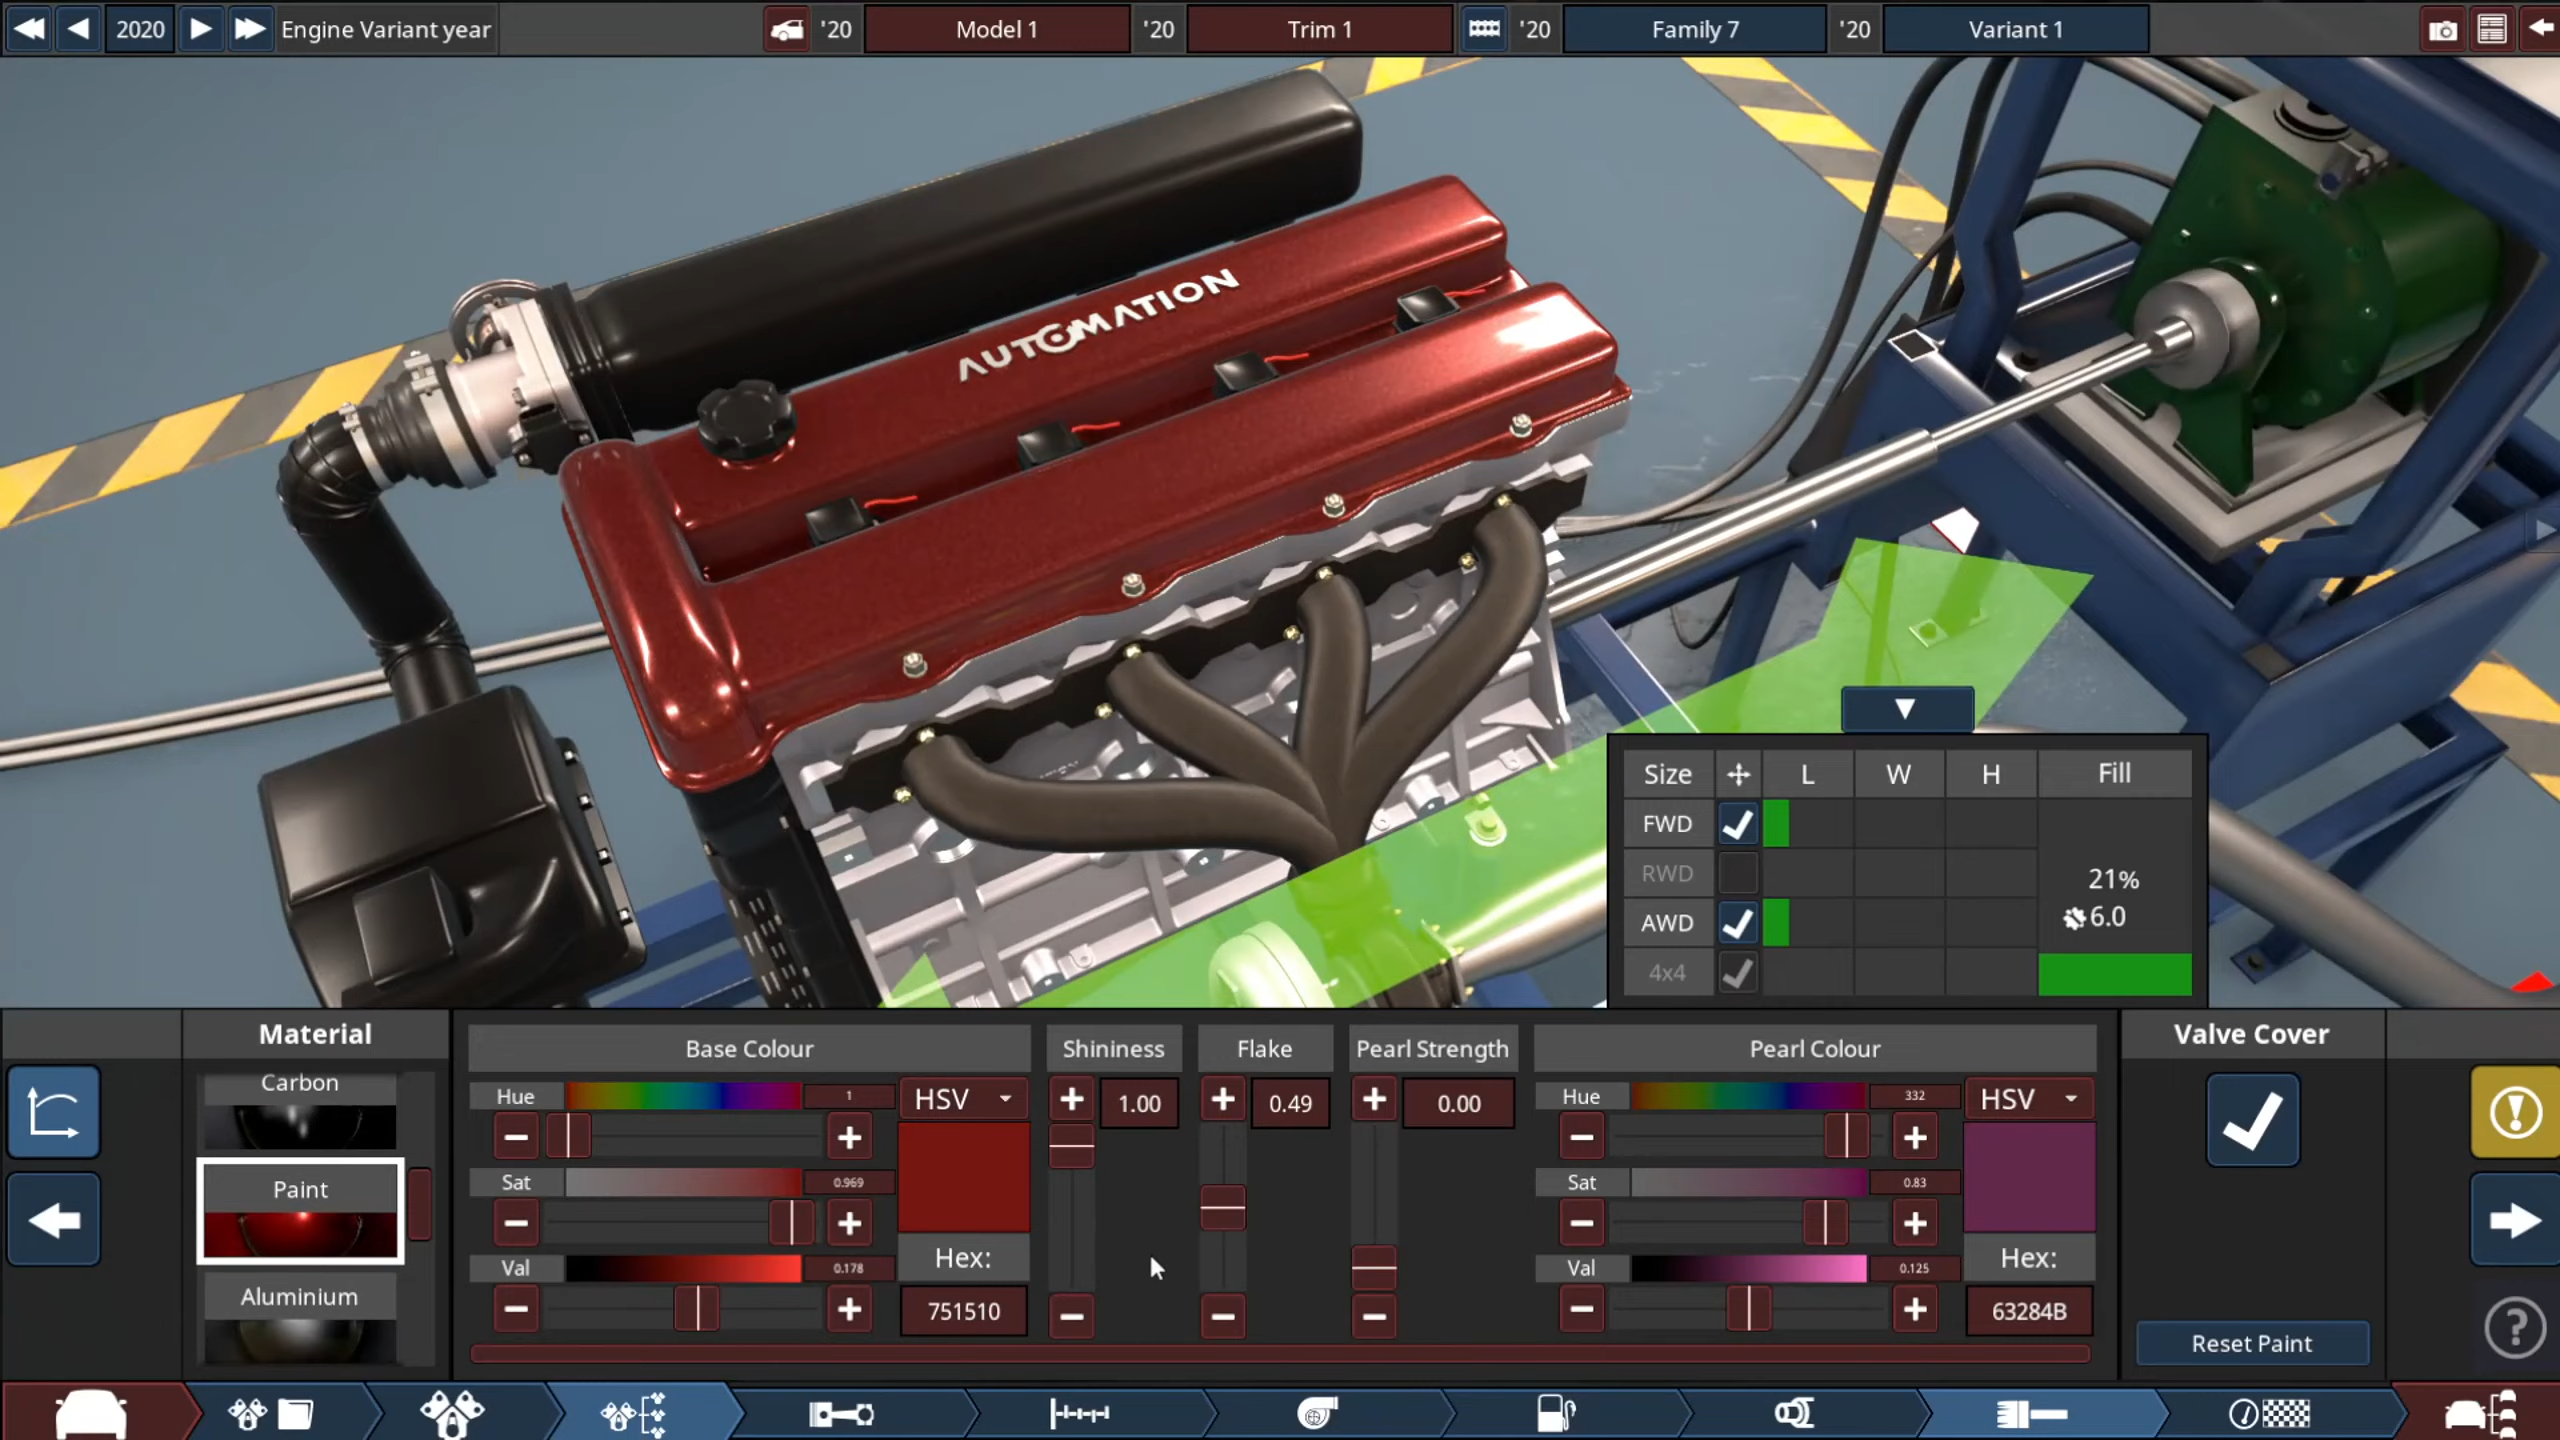 2020 Engine Variant year '20 Model 1 '20 Trim 1 '20 Family 7 '20 Variant 1
AUTOMATION
Size L W H Fill
FWD
RWD
21%
AWD
6.0
4x4
Material
Carbon
Paint
Aluminium
Base Colour
Hue 1 HSV
Sat 0.969
Val 0.178
Hex:
751510
Shininess
1.00
Flake
0.49
Pearl Strength
0.00
Pearl Colour
Hue 332 HSV
Sat 0.83
Val 0.125
Hex:
63284B
Valve Cover
Reset Paint